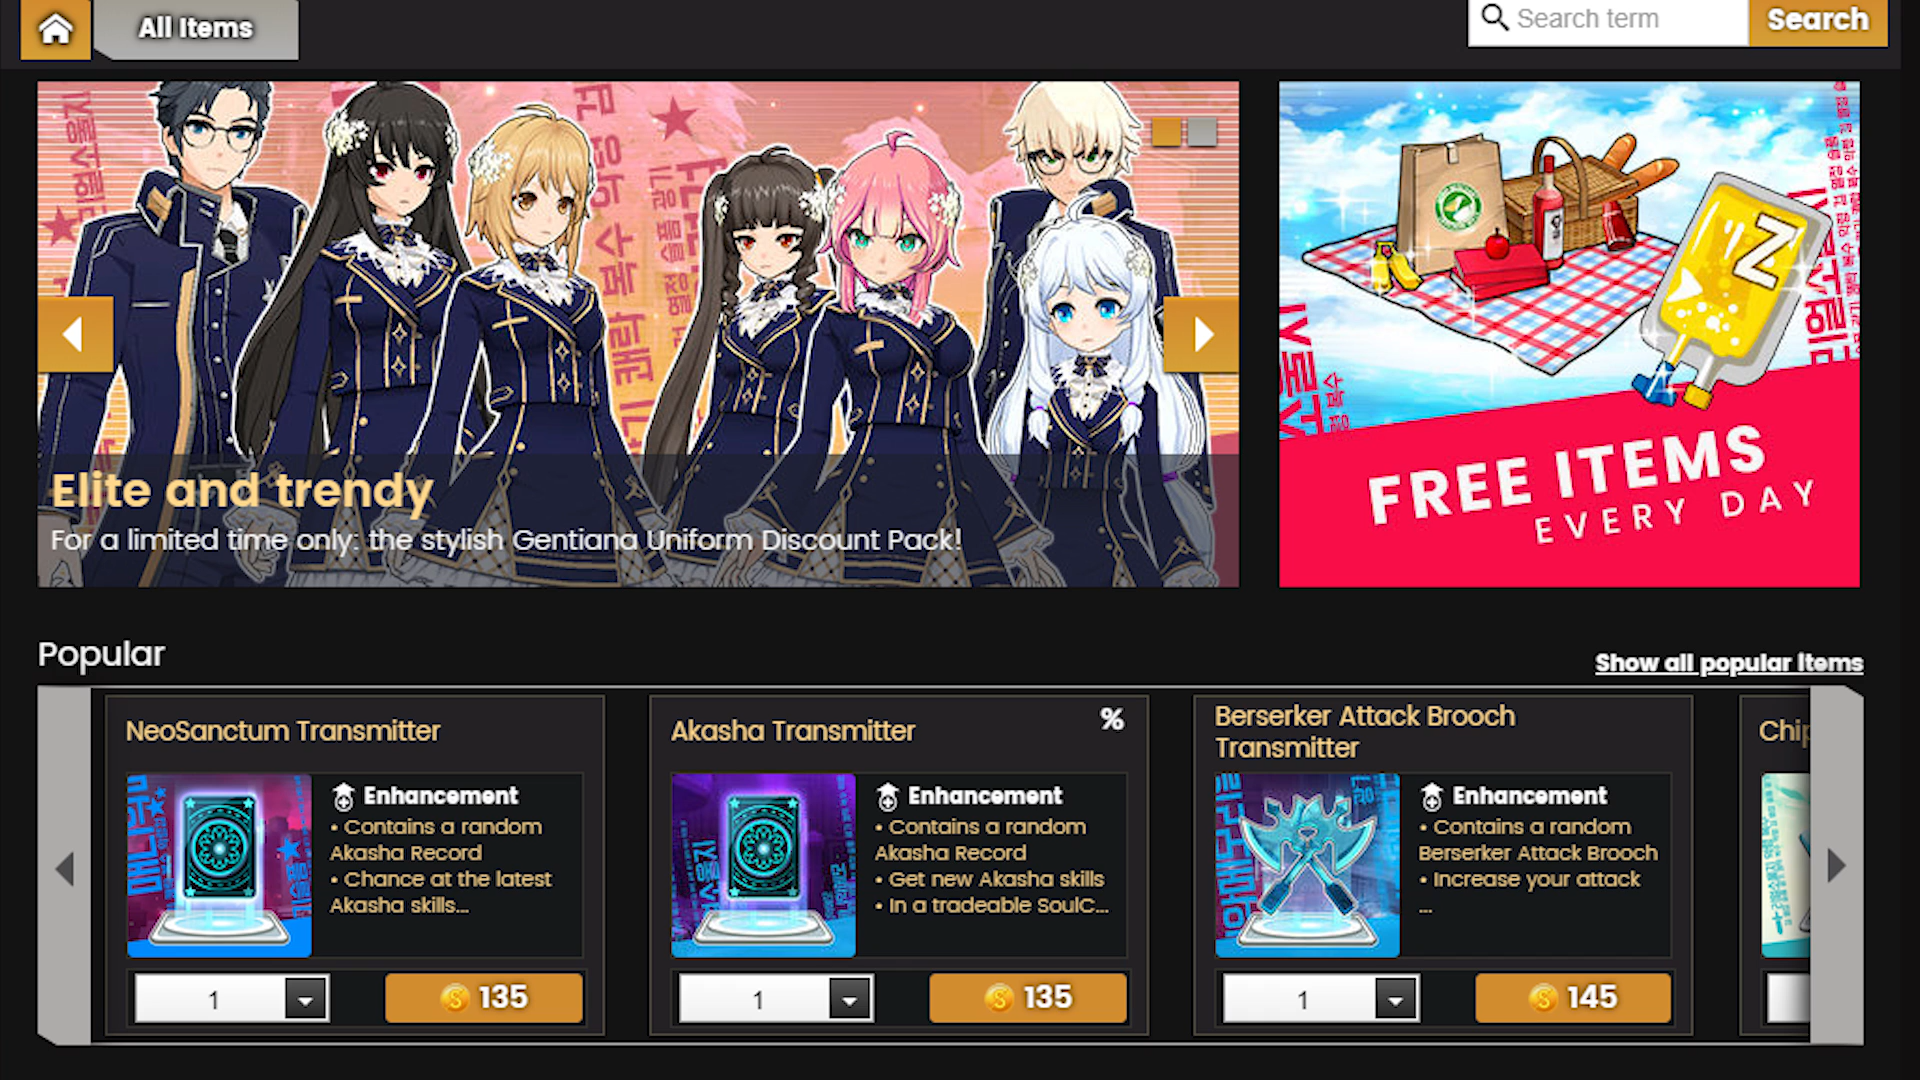 All Items
Search term
Search
Elite and trendy
For a limited time only: the stylish Gentiana Uniform Discount Pack!
Z
FREE ITEMS
EVERY DAY
Popular
Show all popular items
NeoSanctum Transmitter
Enhancement
• Contains a random
Akasha Record
• Chance at the latest
Akasha skills...
1
135
Akasha Transmitter
%
Enhancement
• Contains a random
Akasha Record
• Get new Akasha skills
• In a tradeable SoulC...
1
135
Berserker Attack Brooch
Transmitter
Enhancement
• Contains a random
Berserker Attack Brooch
• Increase your attack
...
1
145
Chip